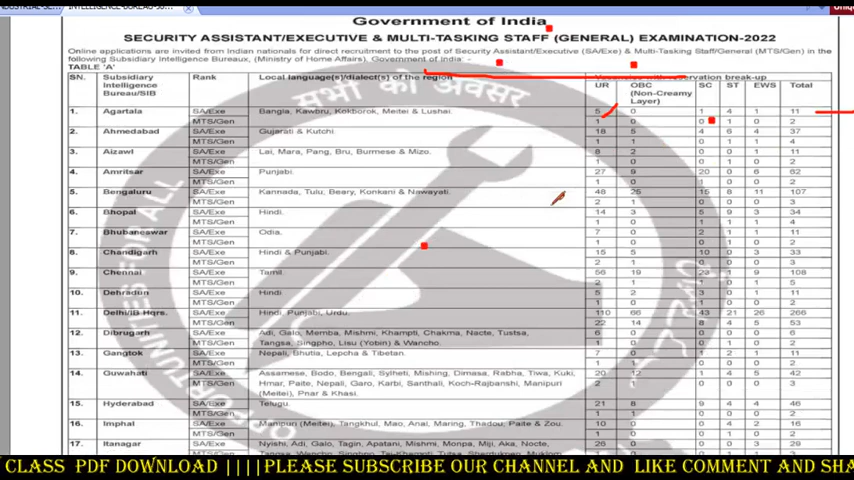 INTELLIGENCE-BUREAU-JU...
Government of India
SECURITY ASSISTANT/EXECUTIVE & MULTI-TASKING STAFF (GENERAL) EXAMINATION-2022
Online applications are invited from Indian nationals for direct recruitment to the post of Security Assistant/Executive (SA/Exe) & Multi-Tasking Staff/General (MTS/Gen) in the
following Subsidiary Intelligence Bureaux, (Ministry of Home Affairs), Government of India: -
TABLE 'A'
SN. Subsidiary Intelligence Bureau/SIB Rank Local language(s)/dialect(s) of the region reservation break-up
UR OBC (Non-Creamy Layer) SC ST EWS Total
1. Agartala SA/Exe Bangla, Kawbru, Kokborok, Meitei & Lushai. 5 0 1 4 1 11
MTS/Gen 1 0 0 1 0 2
2. Ahmedabad SA/Exe Gujarati & Kutchi. 18 5 4 6 4 37
MTS/Gen 1 1 1 1 0 4
3. Aizawl SA/Exe Lai, Mara, Pang, Bru, Burmese & Mizo. 8 2 0 0 1 11
MTS/Gen 1 0 0 1 0 2
4. Amritsar SA/Exe Punjabi. 27 9 20 0 6 62
MTS/Gen 1 0 1 0 0 2
5. Bengaluru SA/Exe Kannada, Tulu, Beary, Konkani & Nawayati. 48 25 15 8 11 107
MTS/Gen 2 1 0 0 0 3
6. Bhopal SA/Exe Hindi. 14 3 5 9 3 34
MTS/Gen 1 0 1 1 1 4
7. Bhubaneswar SA/Exe Odia. 7 0 2 1 1 11
MTS/Gen 1 0 0 1 0 2
8. Chandigarh SA/Exe Hindi & Punjabi. 15 5 10 0 3 33
MTS/Gen 2 1 0 0 0 3
9. Chennai SA/Exe Tamil. 56 19 23 1 9 108
MTS/Gen 2 1 1 0 1 5
10. Dehradun SA/Exe Hindi 5 2 3 0 1 11
MTS/Gen 1 0 1 0 0 2
11. Delhi/IB Hqrs. SA/Exe Hindi, Punjabi, Urdu. 110 66 43 21 26 266
MTS/Gen 22 14 8 4 5 53
12. Dibrugarh SA/Exe Adi, Galo, Memba, Mishmi, Khampti, Chakma, Nacte, Tustsa, 6 0 0 0 0 6
MTS/Gen Tangsa, Singpho, Lisu (Yobin) & Wancho. 2 0 0 0 0 2
13. Gangtok SA/Exe Nepali, Bhutia, Lepcha & Tibetan. 7 0 1 2 1 11
MTS/Gen 1 1 0 0 0 2
14. Guwahati SA/Exe Assamese, Bodo, Bengali, Sylheti, Mishing, Dimasa, Rabha, Tiwa, Kuki, 20 12 1 4 5 42
MTS/Gen Hmar, Paite, Nepali, Garo, Karbi, Santhali, Koch-Rajbanshi, Manipuri 2 1 0 0 0 3
(Meitei), Pnar & Khasi.
15. Hyderabad SA/Exe Telugu. 21 8 9 4 4 46
MTS/Gen 1 1 0 0 0 2
16. Imphal SA/Exe Manipuri (Meitei), Tangkhul, Mao, Anal, Maring, Thadou, Paite & Zou. 10 0 0 4 2 16
MTS/Gen 1 0 0 1 0 2
17. Itanagar SA/Exe Nyishi, Adi, Galo, Tagin, Apatani, Mishmi, Monpa, Miji, Aka, Nocte, 26 0 0 0 3 29
MTS/Gen
CLASS PDF DOWNLOAD ||||PLEASE SUBSCRIBE OUR CHANNEL AND LIKE COMMENT AND SHA